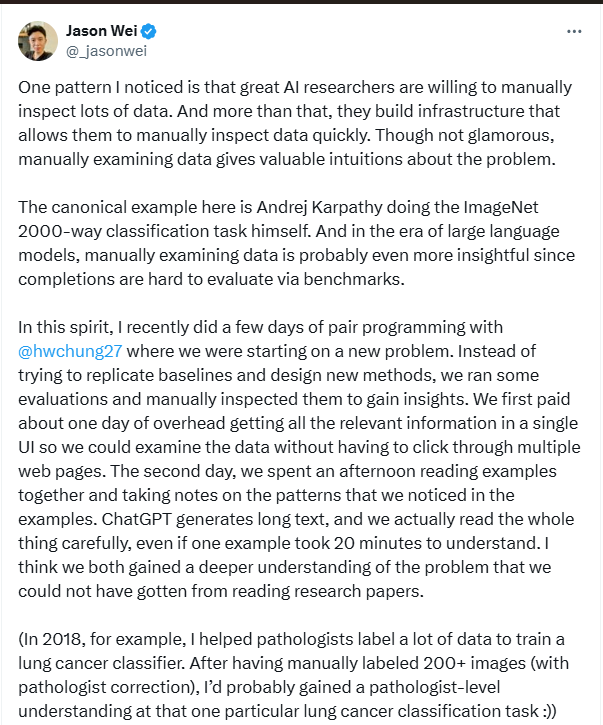 Jason Wei
@_jasonwei
One pattern I noticed is that great AI researchers are willing to manually
inspect lots of data. And more than that, they build infrastructure that
allows them to manually inspect data quickly. Though not glamorous,
manually examining data gives valuable intuitions about the problem.
The canonical example here is Andrej Karpathy doing the ImageNet
2000-way classification task himself. And in the era of large language
models, manually examining data is probably even more insightful since
completions are hard to evaluate via benchmarks.
In this spirit, I recently did a few days of pair programming with
@hwchung27 where we were starting on a new problem. Instead of
trying to replicate baselines and design new methods, we ran some
evaluations and manually inspected them to gain insights. We first paid
about one day of overhead getting all the relevant information in a single
UI so we could examine the data without having to click through multiple
web pages. The second day, we spent an afternoon reading examples
together and taking notes on the patterns that we noticed in the
examples. ChatGPT generates long text, and we actually read the whole
thing carefully, even if one example took 20 minutes to understand. I
think we both gained a deeper understanding of the problem that we
could not have gotten from reading research papers.
(In 2018, for example, I helped pathologists label a lot of data to train a
lung cancer classifier. After having manually labeled 200+ images (with
pathologist correction), I’d probably gained a pathologist-level
understanding at that one particular lung cancer classification task :))